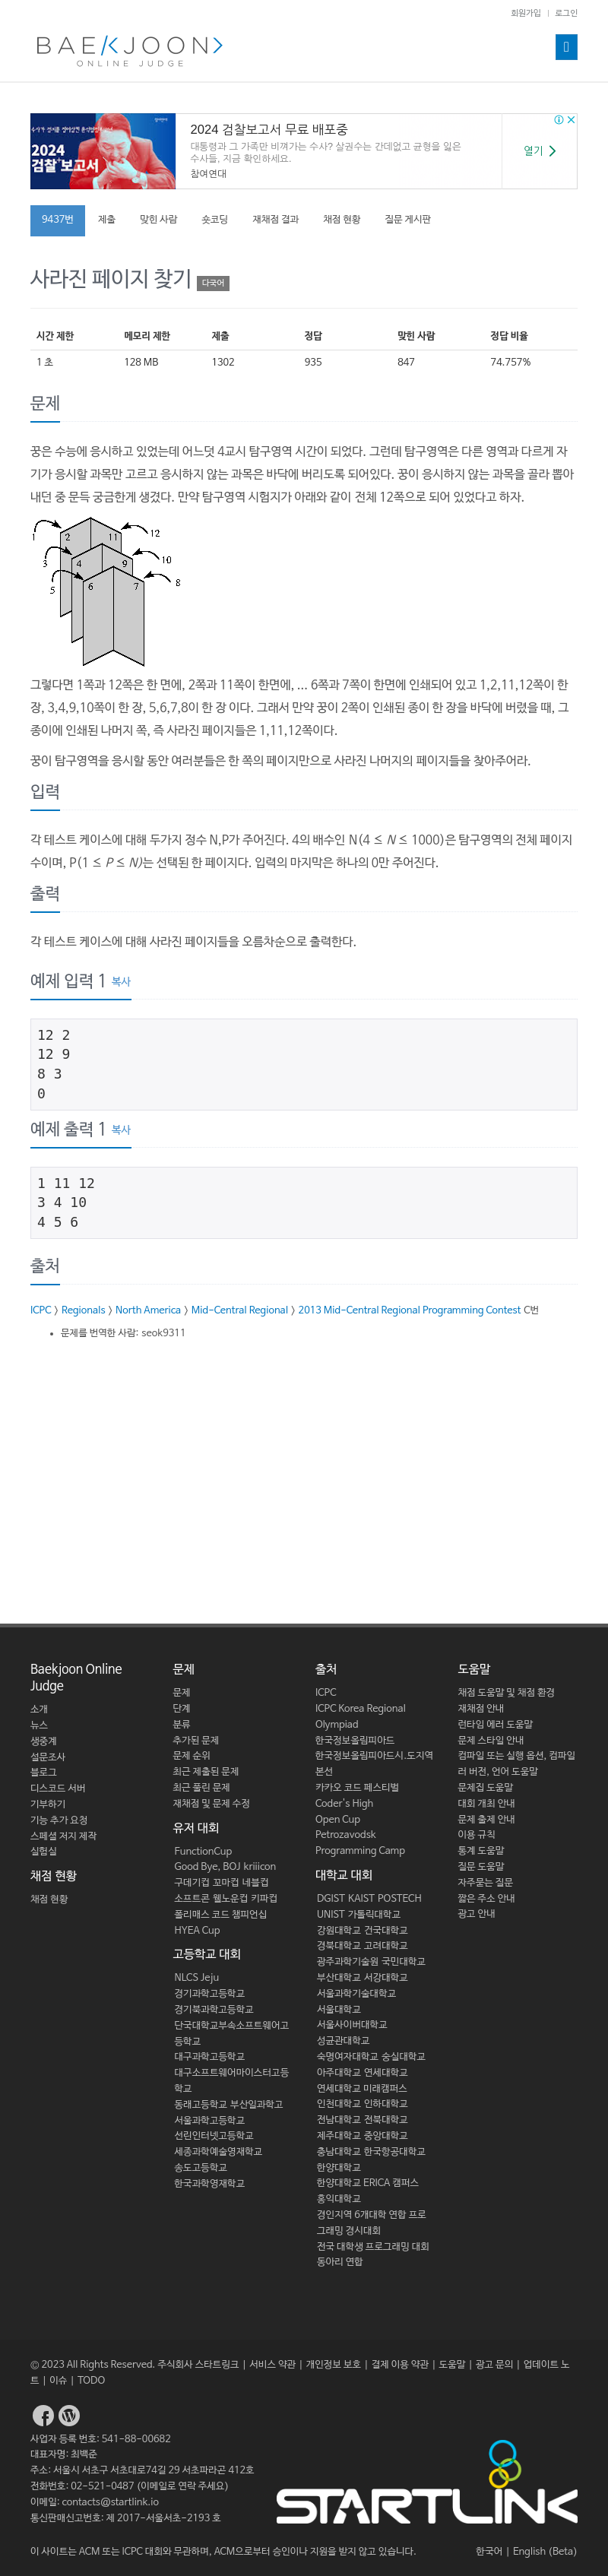 회원가입 | 로그인
BAEKJOON>
ONLINE JUDGE
수사가 장난이 아닌데
2024
검찰 보고서
2024 검찰보고서 무료 배포중
대통령과 그 가족만 비껴가는 수사? 살권수는 간데없고 균형을 잃은
수사들, 지금 확인하세요.
참여연대
열기
9437번 제출 맞힌 사람 숏코딩 재채점 결과 채점 현황 질문 게시판
사라진 페이지 찾기 다국어
시간 제한 메모리 제한 제출 정답 맞힌 사람 정답 비율
1 초 128 MB 1302 935 847 74.757%
문제
꿍은 수능에 응시하고 있었는데 어느덧 4교시 탐구영역 시간이 되었다. 그런데 탐구영역은 다른 영역과 다르게 자
기가 응시할 과목만 고르고 응시하지 않는 과목은 바닥에 버리도록 되어있다. 꿍이 응시하지 않는 과목을 골라 뽑아
내던 중 문득 궁금한게 생겼다. 만약 탐구영역 시험지가 아래와 같이 전체 12쪽으로 되어 있었다고 하자.
1 2 11 12
3 4 9 10
5 6 7 8
그렇다면 1쪽과 12쪽은 한 면에, 2쪽과 11쪽이 한면에, ... 6쪽과 7쪽이 한면에 인쇄되어 있고 1,2,11,12쪽이 한
장, 3,4,9,10쪽이 한 장, 5,6,7,8이 한 장 이다. 그래서 만약 꿍이 2쪽이 인쇄된 종이 한 장을 바닥에 버렸을 때, 그
종이에 인쇄된 나머지 쪽, 즉 사라진 페이지들은 1,11,12쪽이다.
꿍이 탐구영역을 응시할 동안 여러분들은 한 쪽의 페이지만으로 사라진 나머지의 페이지들을 찾아주어라.
입력
각 테스트 케이스에 대해 두가지 정수 N,P가 주어진다. 4의 배수인 N(4 ≤ N ≤ 1000)은 탐구영역의 전체 페이지
수이며, P(1 ≤ P ≤ N)는 선택된 한 페이지다. 입력의 마지막은 하나의 0만 주어진다.
출력
각 테스트 케이스에 대해 사라진 페이지들을 오름차순으로 출력한다.
예제 입력 1 복사
12 2
12 9
8 3
0
예제 출력 1 복사
1 11 12
3 4 10
4 5 6
출처
ICPC > Regionals > North America > Mid-Central Regional > 2013 Mid-Central Regional Programming Contest C번
• 문제를 번역한 사람: seok9311
Baekjoon Online
Judge
소개
뉴스
생중계
설문조사
블로그
디스코드 서버
기부하기
기능 추가 요청
스페셜 저지 제작
실험실
채점 현황
채점 현황
문제
문제
단계
분류
추가된 문제
문제 순위
최근 제출된 문제
최근 풀린 문제
재채점 및 문제 수정
유저 대회
FunctionCup
Good Bye, BOJ kriiicon
구데기컵 꼬마컵 네블컵
소프트콘 웰노운컵 키파컵
폴리매스 코드 챔피언십
HYEA Cup
고등학교 대회
NLCS Jeju
경기과학고등학교
경기북과학고등학교
단국대학교부속소프트웨어고
등학교
대구과학고등학교
대구소프트웨어마이스터고등
학교
동래고등학교 부산일과학고
서울과학고등학교
선린인터넷고등학교
세종과학예술영재학교
송도고등학교
한국과학영재학교
출처
ICPC
ICPC Korea Regional
Olympiad
한국정보올림피아드
한국정보올림피아드시.도지역
본선
카카오 코드 페스티벌
Coder's High
Open Cup
Petrozavodsk
Programming Camp
대학교 대회
DGIST KAIST POSTECH
UNIST 가톨릭대학교
강원대학교 건국대학교
경북대학교 고려대학교
광주과학기술원 국민대학교
부산대학교 서강대학교
서울과학기술대학교
서울대학교
서울사이버대학교
성균관대학교
숙명여자대학교 숭실대학교
아주대학교 연세대학교
연세대학교 미래캠퍼스
인천대학교 인하대학교
전남대학교 전북대학교
제주대학교 중앙대학교
충남대학교 한국항공대학교
한양대학교
한양대학교 ERICA 캠퍼스
홍익대학교
경인지역 6개대학 연합 프로
그래밍 경시대회
전국 대학생 프로그래밍 대회
동아리 연합
도움말
채점 도움말 및 채점 환경
재채점 안내
런타임 에러 도움말
문제 스타일 안내
컴파일 또는 실행 옵션, 컴파일
러 버전, 언어 도움말
문제집 도움말
대회 개최 안내
문제 출제 안내
이용 규칙
통계 도움말
질문 도움말
자주묻는 질문
짧은 주소 안내
광고 안내
© 2023 All Rights Reserved. 주식회사 스타트링크 | 서비스 약관 | 개인정보 보호 | 결제 이용 약관 | 도움말 | 광고 문의 | 업데이트 노
트 | 이슈 | TODO
사업자 등록 번호: 541-88-00682
대표자명: 최백준
주소: 서울시 서초구 서초대로74길 29 서초파라곤 412호
전화번호: 02-521-0487 (이메일로 연락 주세요)
이메일: contacts@startlink.io
통신판매신고번호: 제 2017-서울서초-2193 호
STARTLINK
이 사이트는 ACM 또는 ICPC 대회와 무관하며, ACM으로부터 승인이나 지원을 받지 않고 있습니다.
한국어 | English (Beta)